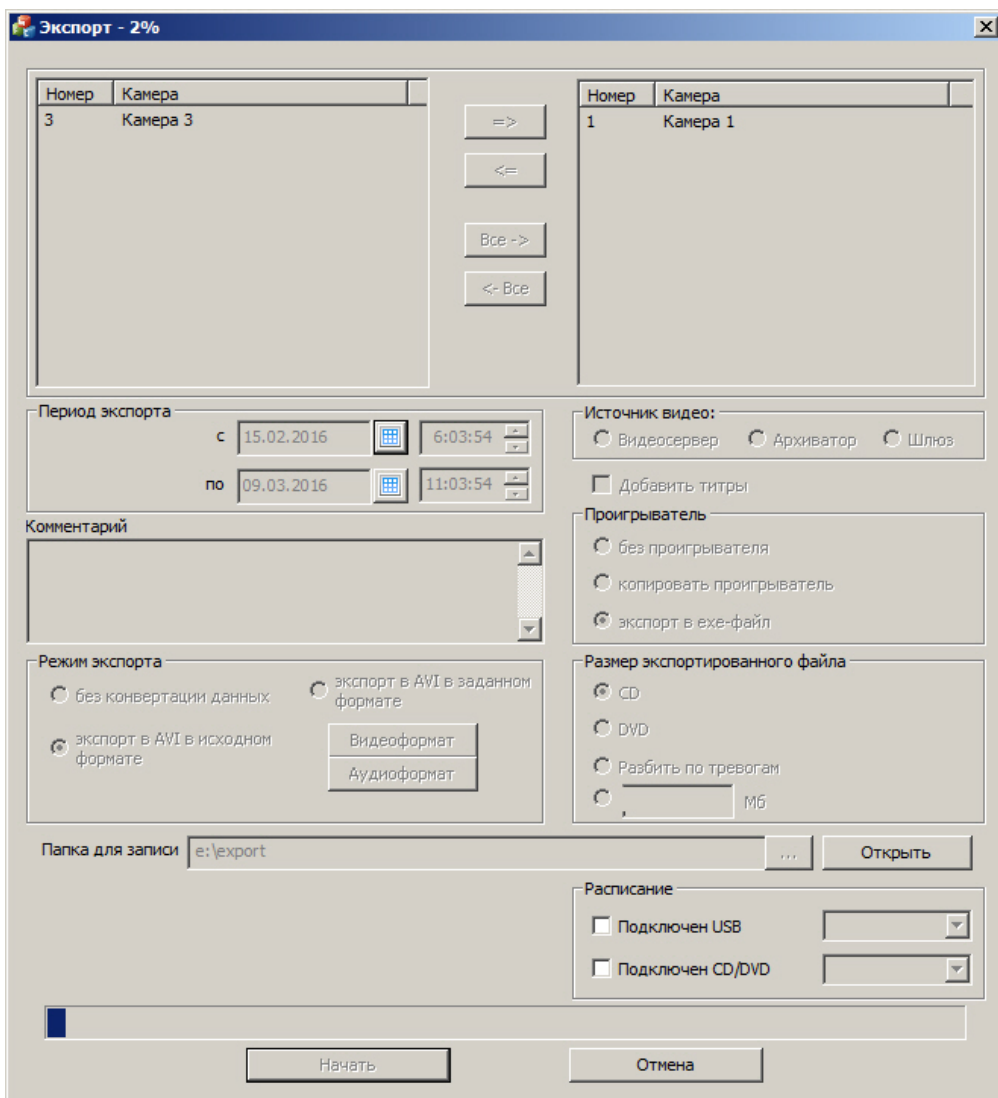 Экспорт - 2%
Номер Камера
3 Камера 3
=>
<=
Все ->
<- Все
Номер Камера
1 Камера 1
Период экспорта
с 15.02.2016 6:03:54
по 09.03.2016 11:03:54
Источник видео:
Видеосервер Архиватор Шлюз
Добавить титры
Комментарий
Проигрыватель
без проигрывателя
копировать проигрыватель
экспорт в exe-файл
Режим экспорта
без конвертации данных
экспорт в AVI в заданном
формате
экспорт в AVI в исходном
формате
Видеоформат
Аудиоформат
Размер экспортированного файла
CD
DVD
Разбить по тревогам
, Мб
Папка для записи e:\export ... Открыть
Расписание
Подключен USB
Подключен CD/DVD
Начать Отмена